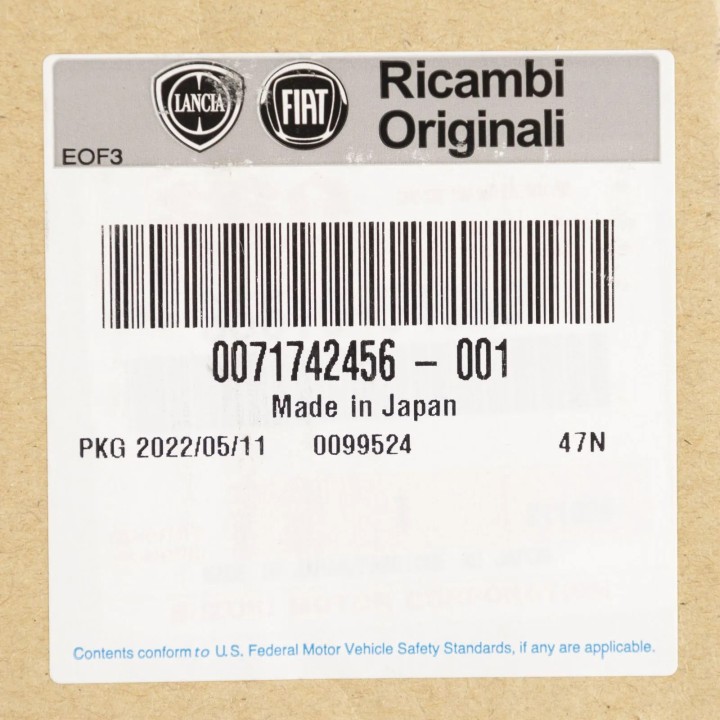 LANCIA FIAT Ricambi
Originali
EOF3
0071742456 - 001
Made in Japan
PKG 2022/05/11 0099524 47N
Contents conform to U.S. Federal Motor Vehicle Safety Standards, if any are applicable.